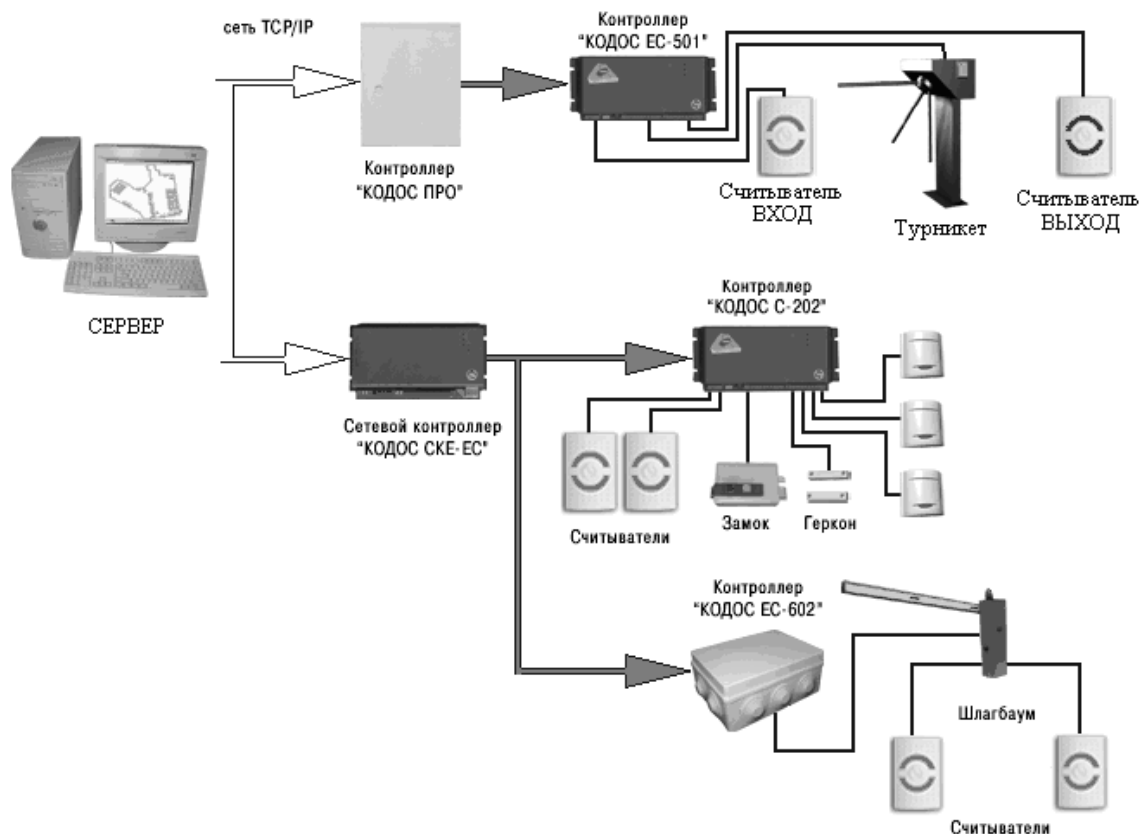 сеть TCP/IP
Контроллер
"КОДОС ЕС-501"
Контроллер
"КОДОС ПРО"
Считыватель
ВХОД
Турникет
Считыватель
ВЫХОД
СЕРВЕР
Контроллер
"КОДОС С-202"
Сетевой контроллер
"КОДОС СКЕ-ЕС"
Считыватели
Замок
Геркон
Контроллер
"КОДОС ЕС-602"
Шлагбаум
Считыватели